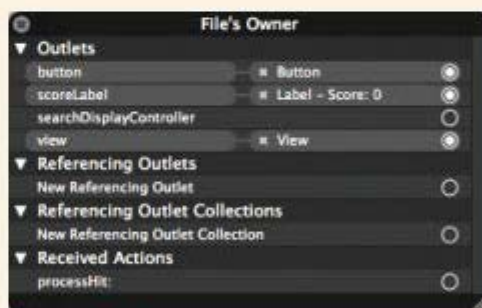 File's Owner
Outlets
button Button
scoreLabel Label - Score: 0
searchDisplayController
view View
Referencing Outlets
New Referencing Outlet
Referencing Outlet Collections
New Referencing Outlet Collection
Received Actions
processHit: